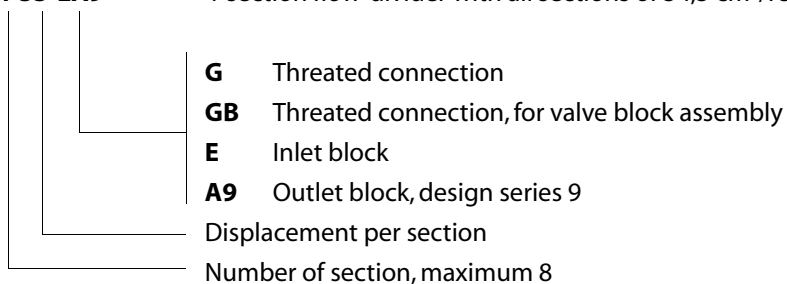 G Threated connection
GB Threated connection, for valve block assembly
E Inlet block
A9 Outlet block, design series 9
Displacement per section
Number of section, maximum 8